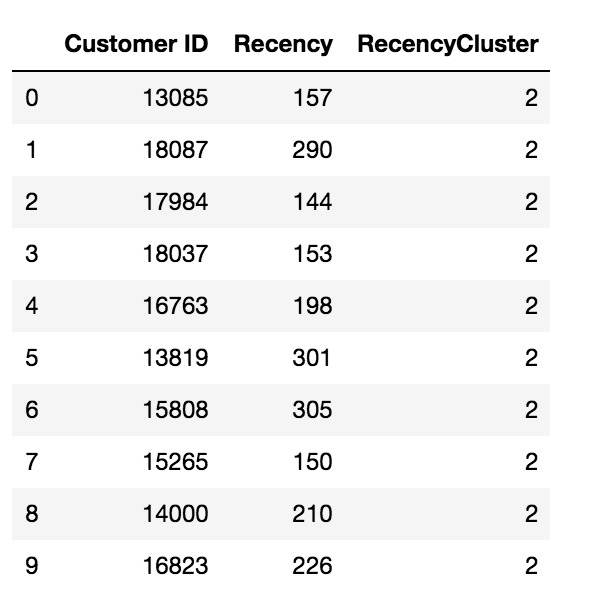 Customer ID Recency RecencyCluster
0 13085 157 2
1 18087 290 2
2 17984 144 2
3 18037 153 2
4 16763 198 2
5 13819 301 2
6 15808 305 2
7 15265 150 2
8 14000 210 2
9 16823 226 2